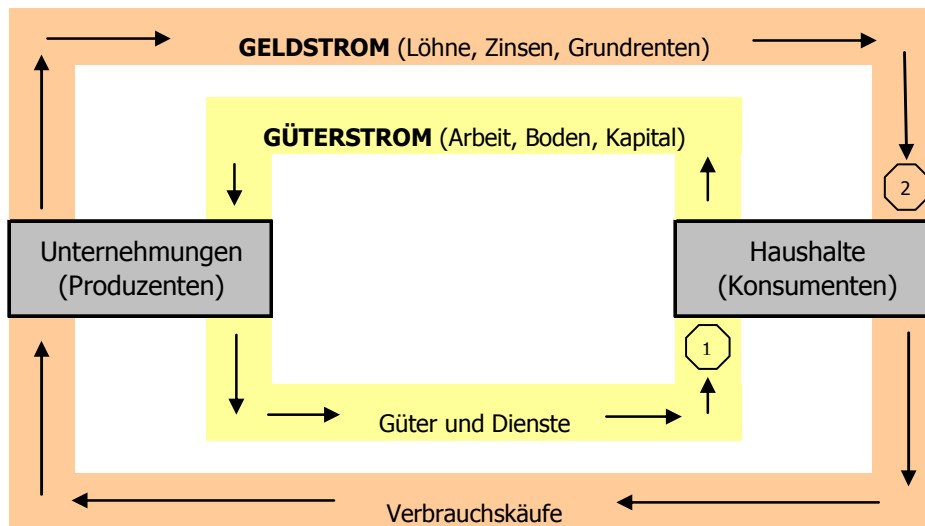 GELDSTROM (Löhne, Zinsen, Grundrenten)
GÜTERSTROM (Arbeit, Boden, Kapital)
2
Unternehmungen
(Produzenten)
Haushalte
(Konsumenten)
1
Güter und Dienste
Verbrauchskäufe